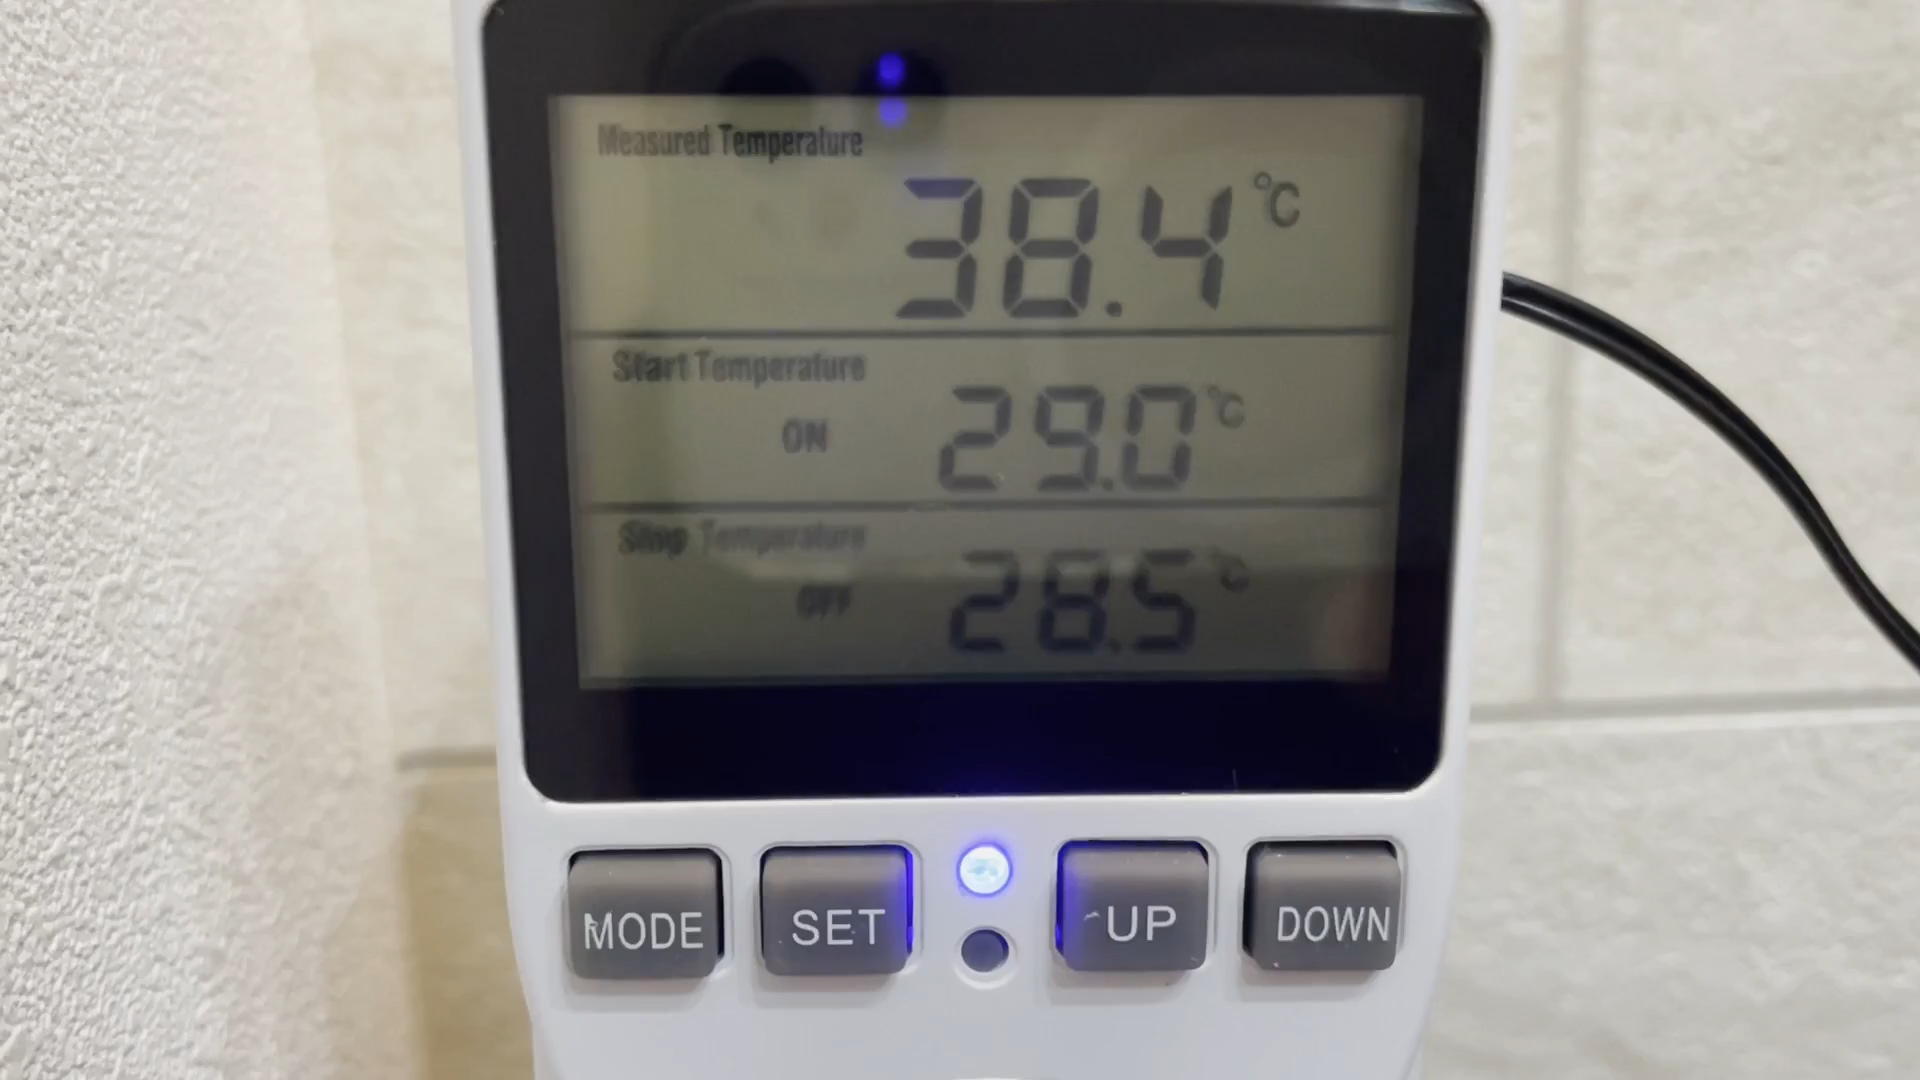 Measured Temperature
38.4 °C
Start Temperature
ON 29.0 °C
Stop Temperature
OFF 28.5 °C
MODE SET UP DOWN